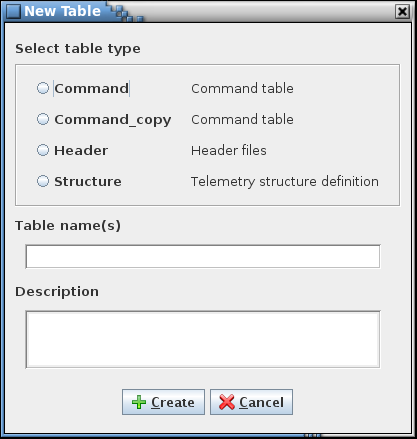 New Table
Select table type
Command Command table
Command_copy Command table
Header Header files
Structure Telemetry structure definition
Table name(s)
Description
Create Cancel